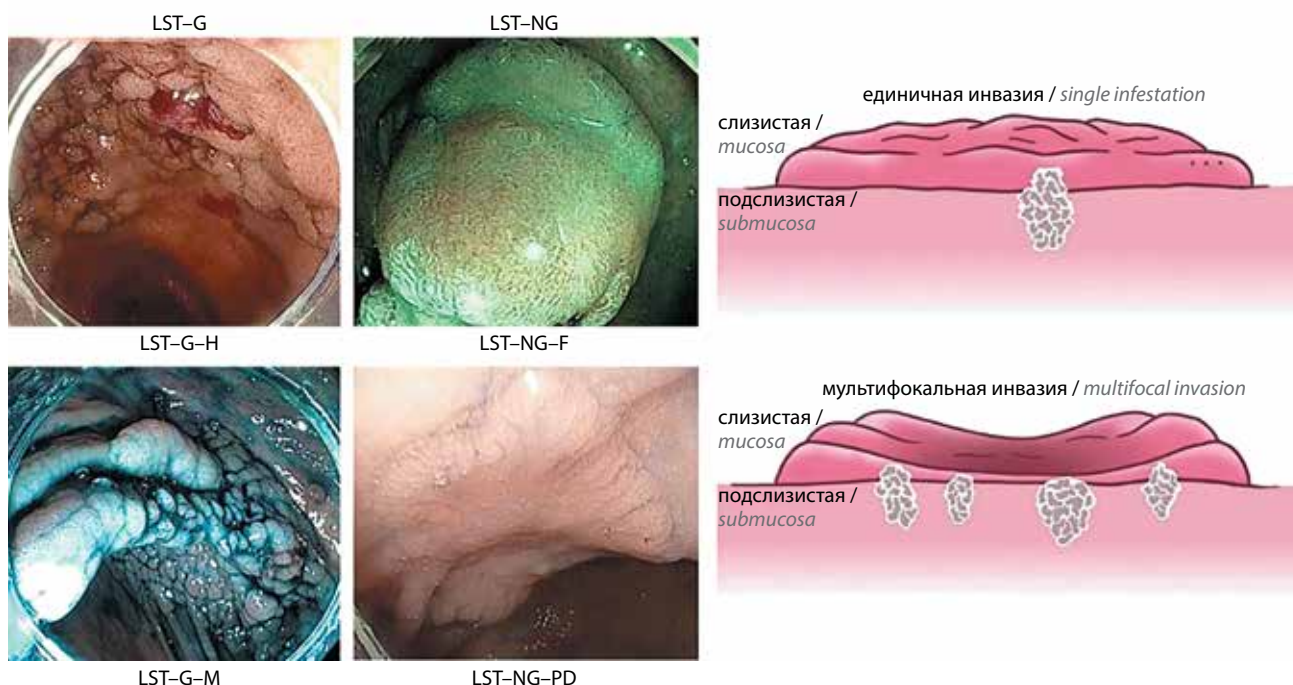 LST–G
LST–NG
LST–G–H
LST–NG–F
LST–G–M
LST–NG–PD
единичная инвазия / single infestation
слизистая /
mucosa
подслизистая /
submucosa
мультифокальная инвазия / multifocal invasion
слизистая /
mucosa
подслизистая /
submucosa